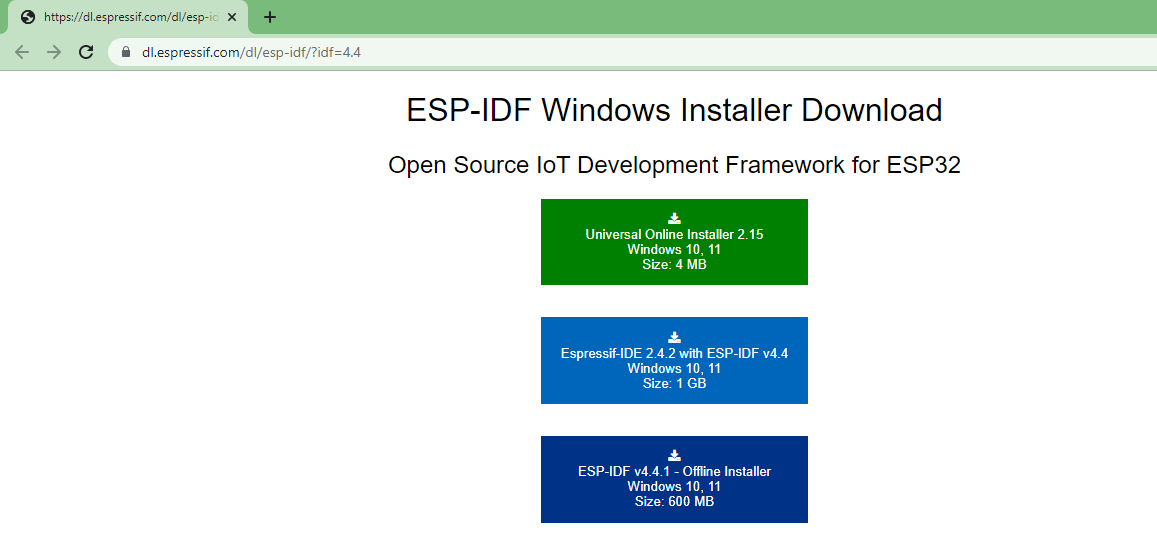 https://dl.espressif.com/dl/esp-id
dl.espressif.com/dl/esp-idf/?idf=4.4
ESP-IDF Windows Installer Download
Open Source IoT Development Framework for ESP32
Universal Online Installer 2.15
Windows 10, 11
Size: 4 MB
Espressif-IDE 2.4.2 with ESP-IDF v4.4
Windows 10, 11
Size: 1 GB
ESP-IDF v4.4.1 - Offline Installer
Windows 10, 11
Size: 600 MB